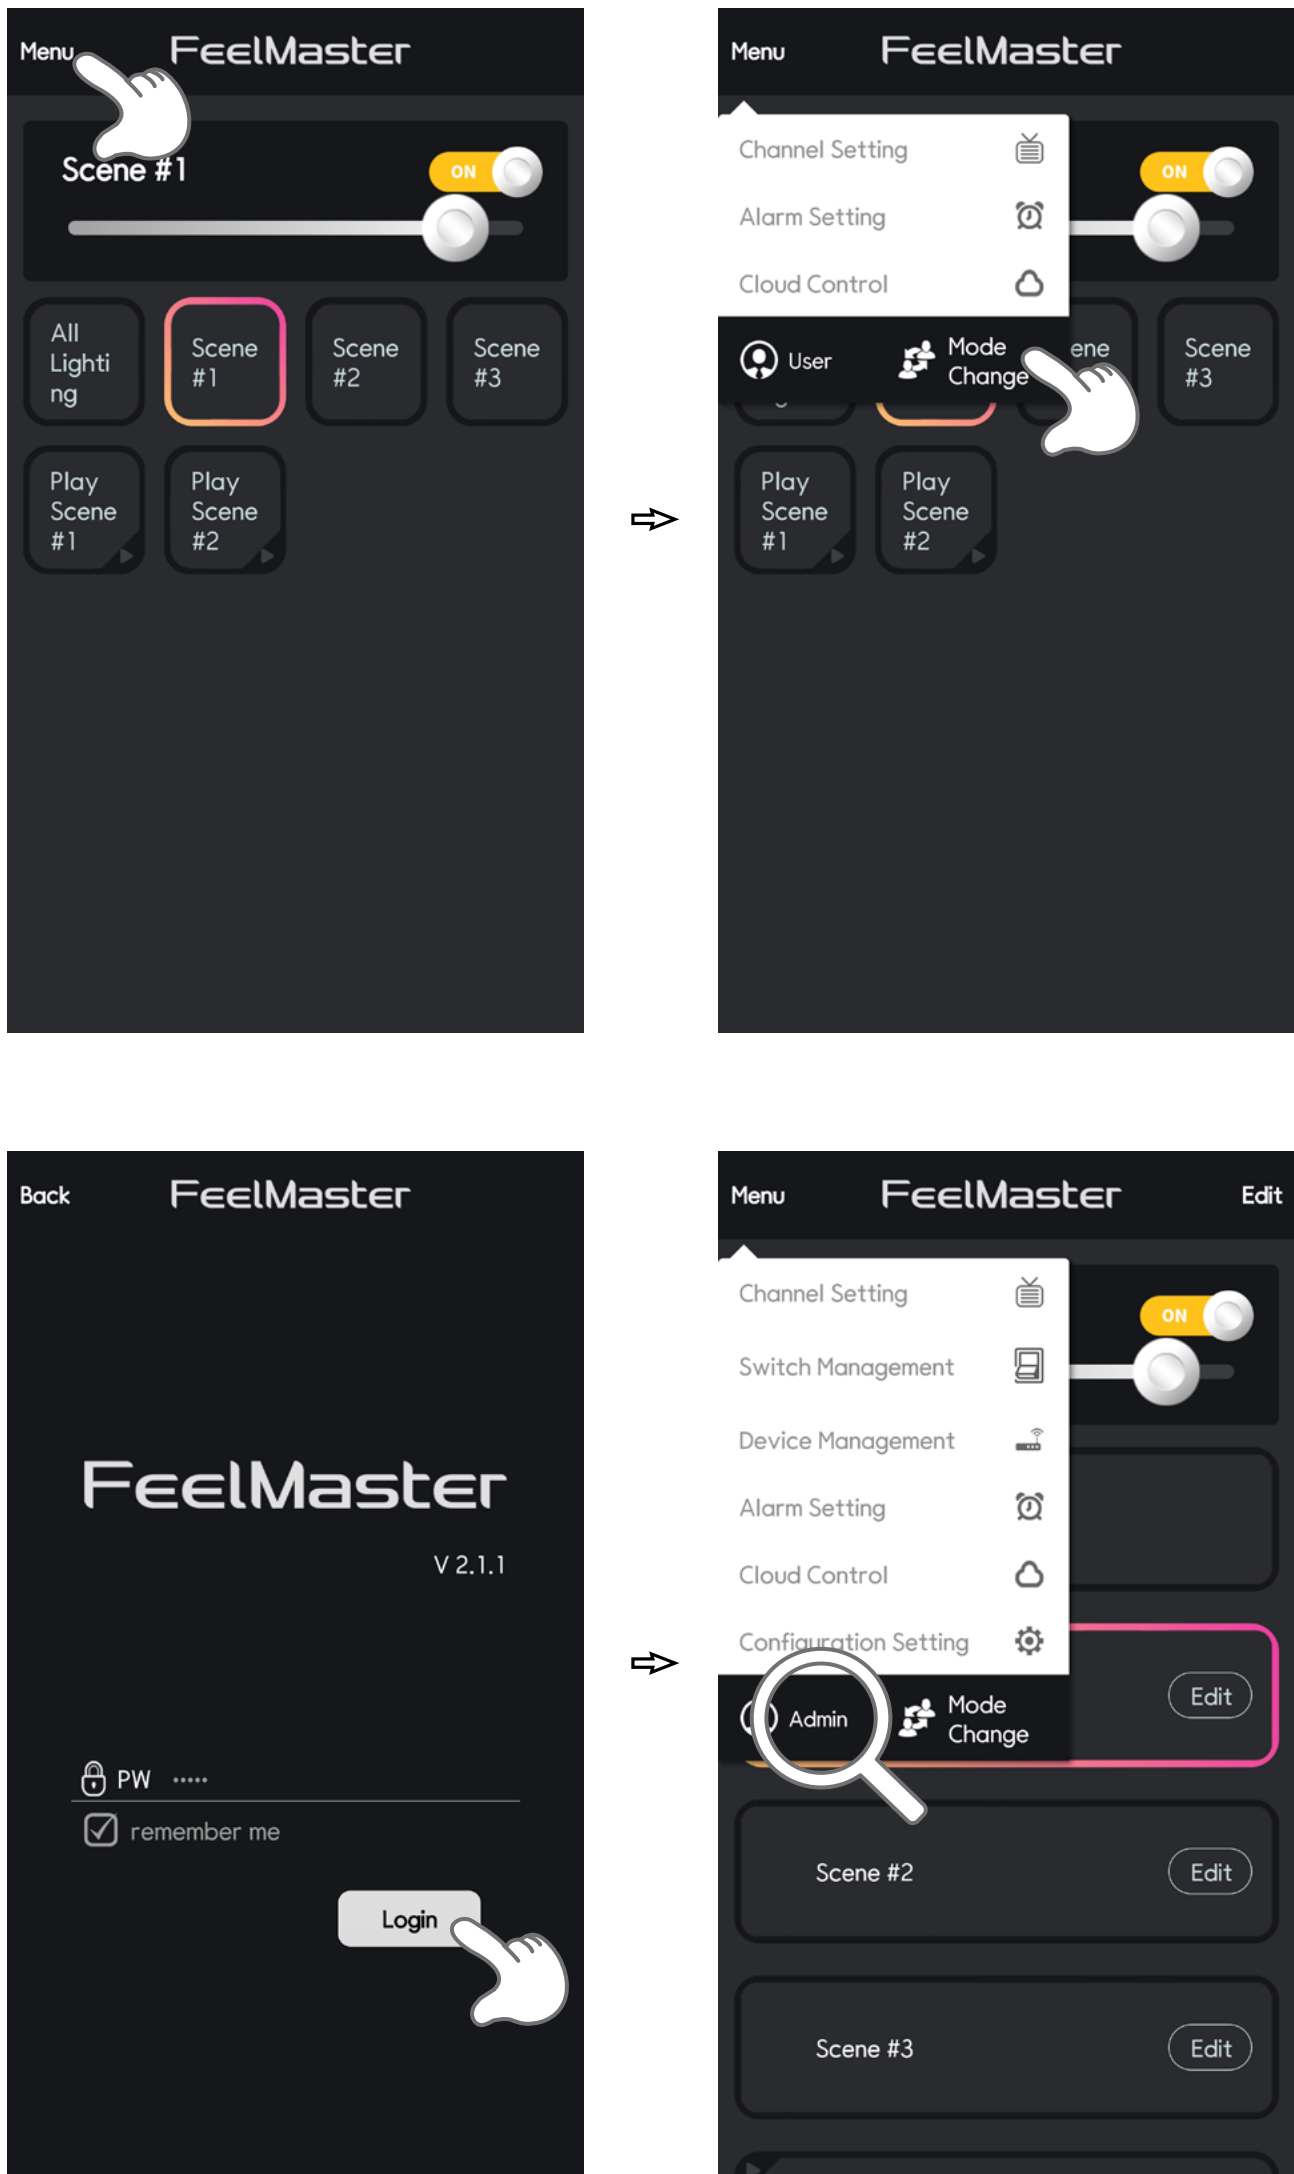 Menu FeelMaster
Scene #1
ON
All
Lighti
ng
Scene
#1
Scene
#2
Scene
#3
Play
Scene
#1
Play
Scene
#2
Menu FeelMaster
Channel Setting
ON
Alarm Setting
Cloud Control
User
Mode
Change
ene
Scene
#3
Play
Scene
#1
Play
Scene
#2
Back FeelMaster
FeelMaster
V 2.1.1
PW •••••
remember me
Login
Menu FeelMaster Edit
Channel Setting
ON
Switch Management
Device Management
Alarm Setting
Cloud Control
Configuration Setting
Admin
Mode
Change
Edit
Scene #2 Edit
Scene #3 Edit